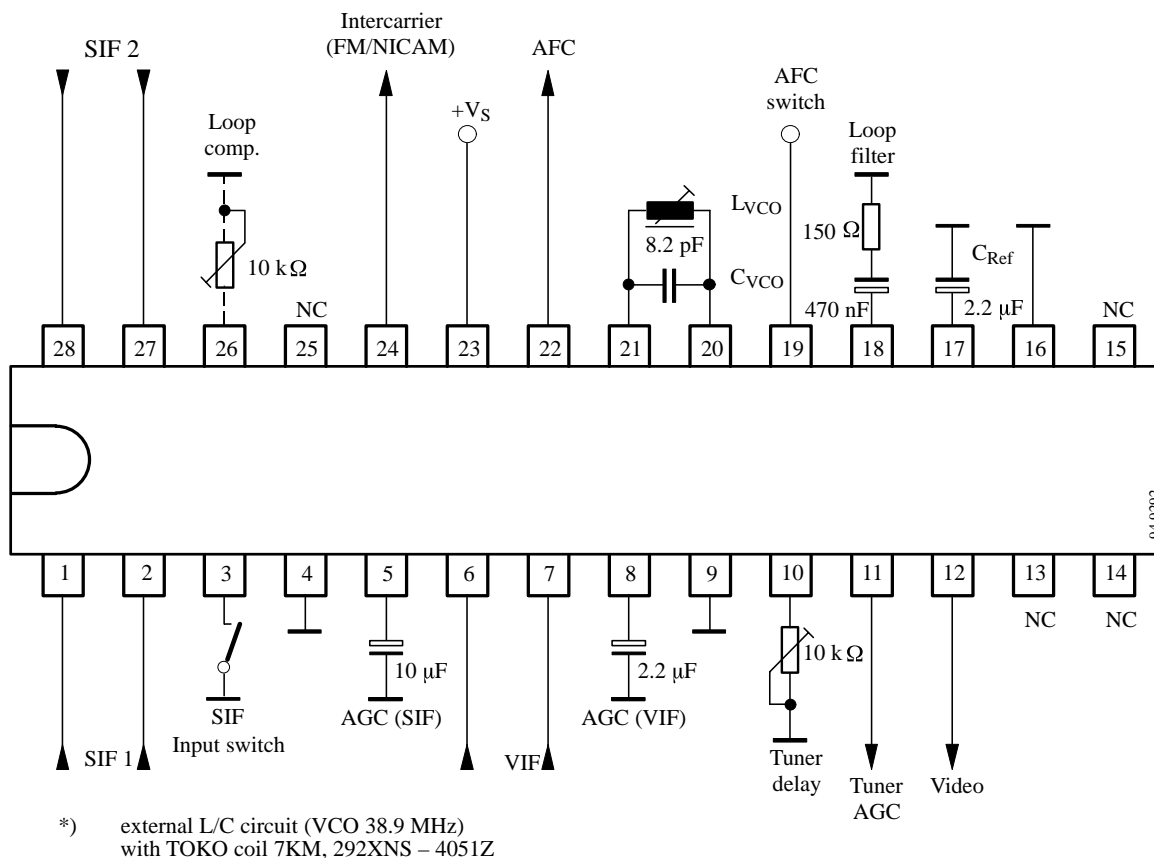 Intercarrier
(FM/NICAM)
SIF 2
AFC
AFC
switch
+VS
Loop
comp.
Loop
filter
LVCO
8.2 pF
CVCO
150 Ω
CRef
10 k Ω
NC
470 nF
2.2 µF
NC
28 27 26 25 24 23 22 21 20 19 18 17 16 15
1 2 3 4 5 6 7 8 9 10 11 12 13 14
NC
NC
10 k Ω
10 µF
2.2 µF
SIF
Input switch
AGC (SIF)
AGC (VIF)
SIF 1
VIF
Tuner
delay
Tuner
AGC
Video
*) external L/C circuit (VCO 38.9 MHz)
with TOKO coil 7KM, 292XNS – 4051Z